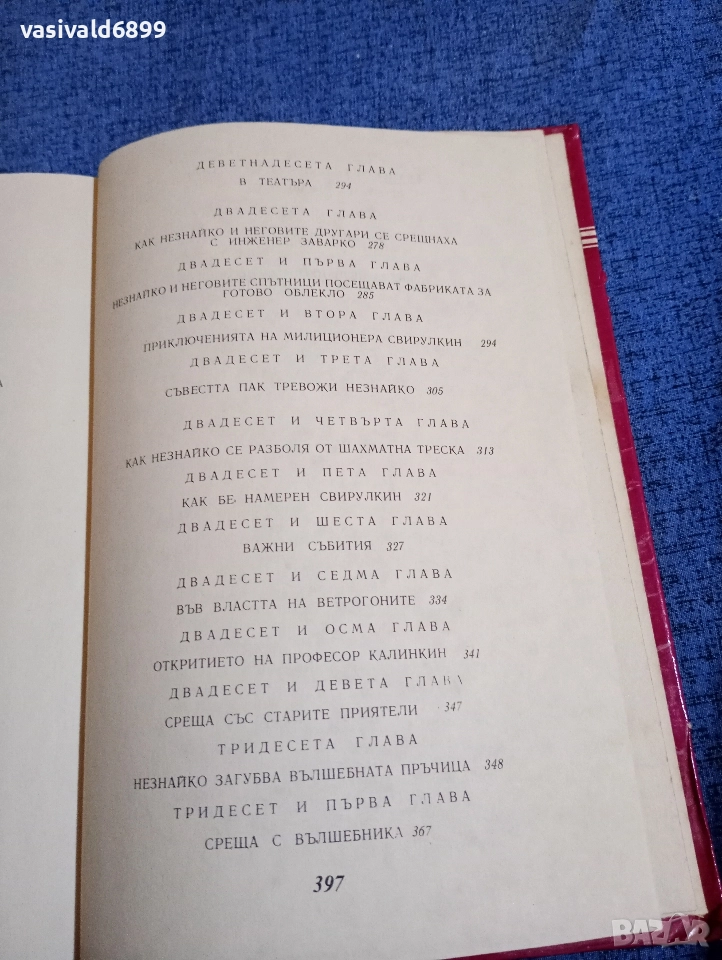 vasivald6899
ДЕВЕТНАДЕСЕТА ГЛАВА
В ТЕАТЪРА 294
ДВАДЕСЕТА ГЛАВА
КАК НЕЗНАЙКО И НЕГОВИТЕ ДРУГАРИ СЕ СРЕЩНАХА
С ИНЖЕНЕР ЗАВАРКО 278
ДВАДЕСЕТ И ПЪРВА ГЛАВА
НЕЗНАЙКО И НЕГОВИТЕ СПЪТНИЦИ ПОСЕЩАВАТ ФАБРИКАТА ЗА
ГОТОВО ОБЛЕКЛО 285
ДВАДЕСЕТ И ВТОРА ГЛАВА
ПРИКЛЮЧЕНИЯТА НА МИЛИЦИОНЕРА СВИРУЛКИН 294
ДВАДЕСЕТ И ТРЕТА ГЛАВА
СЪВЕСТТА ПАК ТРЕВОЖИ НЕЗНАЙКО 305
ДВАДЕСЕТ И ЧЕТВЪРТА ГЛАВА
КАК НЕЗНАЙКО СЕ РАЗБОЛЯ ОТ ШАХМАТНА ТРЕСКА 313
ДВАДЕСЕТ И ПЕТА ГЛАВА
КАК БЕ НАМЕРЕН СВИРУЛКИН 321
ДВАДЕСЕТ И ШЕСТА ГЛАВА
ВАЖНИ СЪБИТИЯ 327
ДВАДЕСЕТ И СЕДМА ГЛАВА
ВЪВ ВЛАСТТА НА ВЕТРОГОНИТЕ 334
ДВАДЕСЕТ И ОСМА ГЛАВА
ОТКРИТИЕТО НА ПРОФЕСОР КАЛИНКИН 341
ДВАДЕСЕТ И ДЕВЕТА ГЛАВА
СРЕЩА СЪС СТАРИТЕ ПРИЯТЕЛИ 347
ТРИДЕСЕТА ГЛАВА
НЕЗНАЙКО ЗАГУБВА ВЪЛШЕБНАТА ПРЪЧИЦА 348
ТРИДЕСЕТ И ПЪРВА ГЛАВА
СРЕЩА С ВЪЛШЕБНИКА 367
397
BAZAR